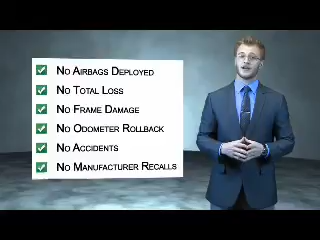 No Airbags Deployed
No Total Loss
No Frame Damage
No Odometer Rollback
No Accidents
No Manufacturer Recalls